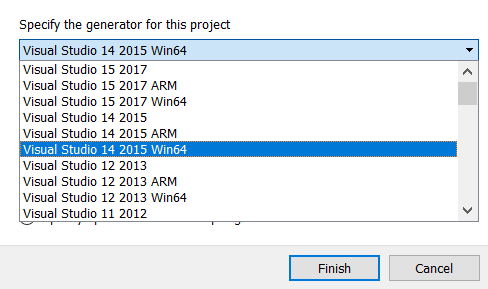 Specify the generator for this project
Visual Studio 14 2015 Win64
Visual Studio 15 2017
Visual Studio 15 2017 ARM
Visual Studio 15 2017 Win64
Visual Studio 14 2015
Visual Studio 14 2015 ARM
Visual Studio 14 2015 Win64
Visual Studio 12 2013
Visual Studio 12 2013 ARM
Visual Studio 12 2013 Win64
Visual Studio 11 2012
Finish
Cancel